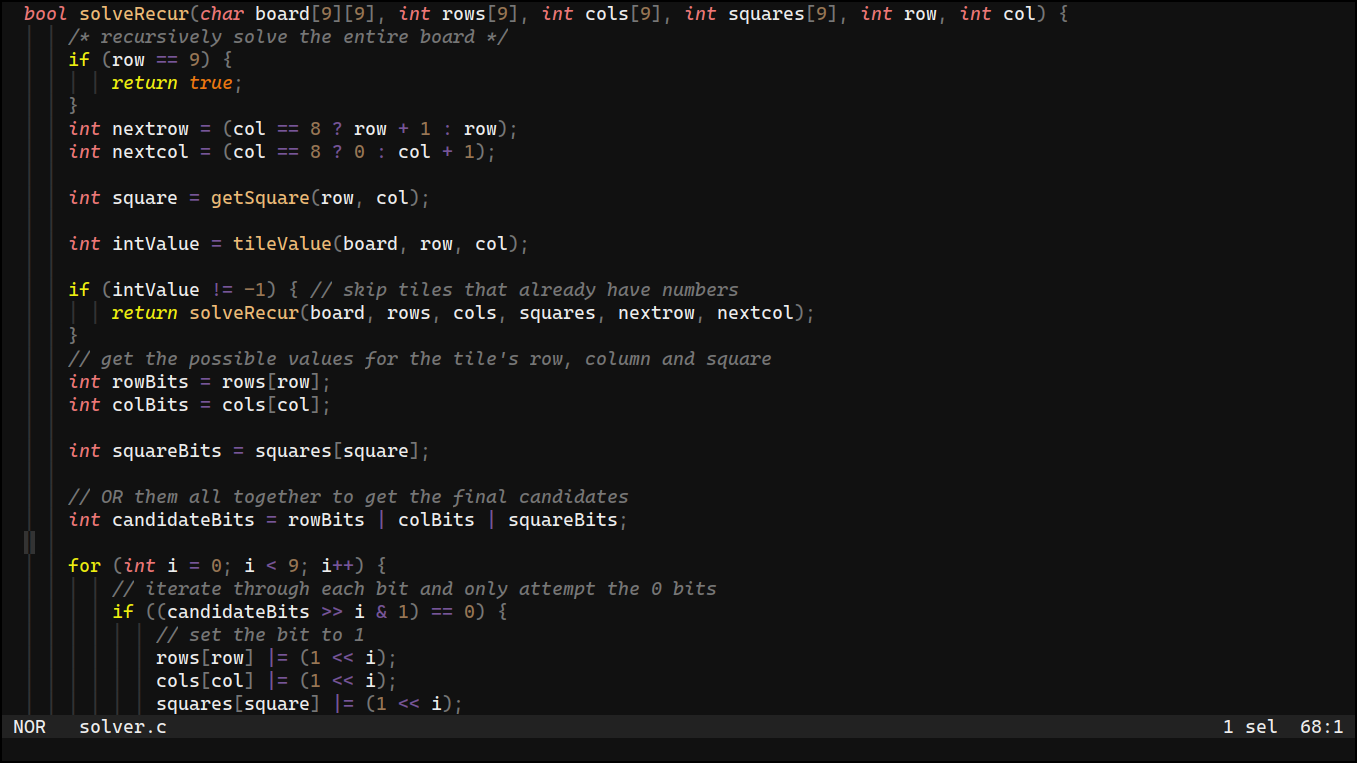 bool solveRecur(char board[9][9], int rows[9], int cols[9], int squares[9], int row, int col) {
/* recursively solve the entire board */
if (row == 9) {
return true;
}
int nextrow = (col == 8 ? row + 1 : row);
int nextcol = (col == 8 ? 0 : col + 1);
int square = getSquare(row, col);
int intValue = tileValue(board, row, col);
if (intValue != -1) { // skip tiles that already have numbers
return solveRecur(board, rows, cols, squares, nextrow, nextcol);
}
// get the possible values for the tile's row, column and square
int rowBits = rows[row];
int colBits = cols[col];
int squareBits = squares[square];
// OR them all together to get the final candidates
int candidateBits = rowBits | colBits | squareBits;
for (int i = 0; i < 9; i++) {
// iterate through each bit and only attempt the 0 bits
if ((candidateBits >> i & 1) == 0) {
// set the bit to 1
rows[row] |= (1 << i);
cols[col] |= (1 << i);
squares[square] |= (1 << i);
NOR solver.c 1 sel 68:1